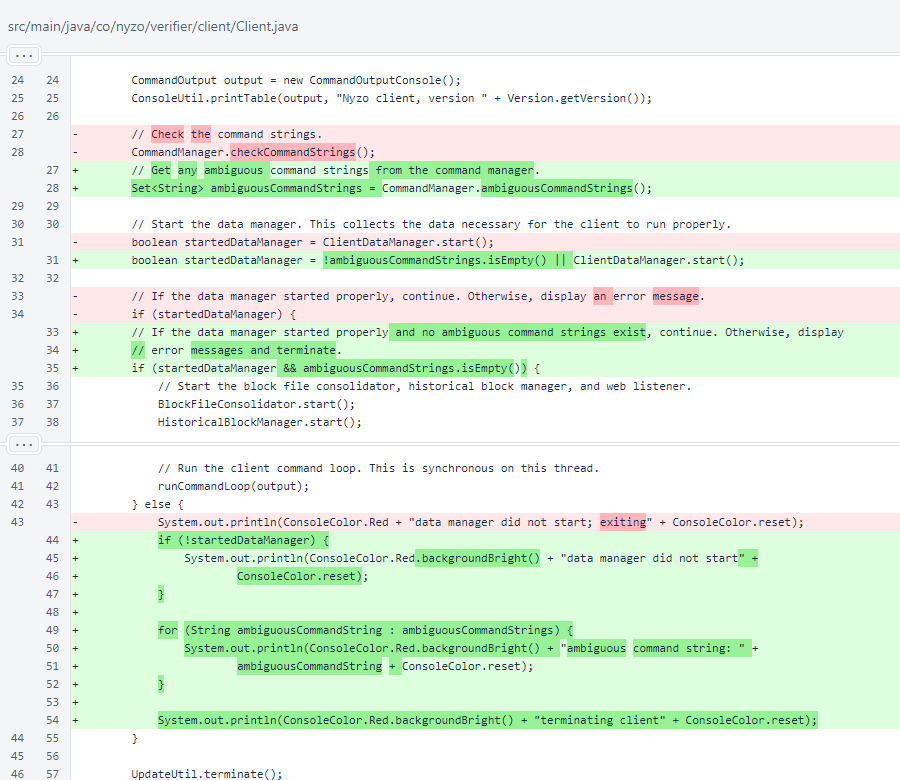 src/main/java/co/nyzo/verifier/client/Client.java
...
24 24 CommandOutput output = new CommandOutputConsole();
25 25 ConsoleUtil.printTable(output, "Nyzo client, version " + Version.getVersion());
26 26
27 - // Check the command strings.
28 - CommandManager.checkCommandStrings();
27 + // Get any ambiguous command strings from the command manager.
28 + Set<String> ambiguousCommandStrings = CommandManager.ambiguousCommandStrings();
29 29
30 30 // Start the data manager. This collects the data necessary for the client to run properly.
31 - boolean startedDataManager = ClientDataManager.start();
31 + boolean startedDataManager = !ambiguousCommandStrings.isEmpty() || ClientDataManager.start();
32 32
33 - // If the data manager started properly, continue. Otherwise, display an error message.
34 - if (startedDataManager) {
33 + // If the data manager started properly and no ambiguous command strings exist, continue. Otherwise, display
34 + // error messages and terminate.
35 + if (startedDataManager && ambiguousCommandStrings.isEmpty()) {
35 36 // Start the block file consolidator, historical block manager, and web listener.
36 37 BlockFileConsolidator.start();
37 38 HistoricalBlockManager.start();
...
40 41 // Run the client command loop. This is synchronous on this thread.
41 42 runCommandLoop(output);
42 43 } else {
43 - System.out.println(ConsoleColor.Red + "data manager did not start; exiting" + ConsoleColor.reset);
44 + if (!startedDataManager) {
45 + System.out.println(ConsoleColor.Red.backgroundBright() + "data manager did not start" +
46 + ConsoleColor.reset);
47 + }
48 +
49 + for (String ambiguousCommandString : ambiguousCommandStrings) {
50 + System.out.println(ConsoleColor.Red.backgroundBright() + "ambiguous command string: " +
51 + ambiguousCommandString + ConsoleColor.reset);
52 + }
53 +
54 + System.out.println(ConsoleColor.Red.backgroundBright() + "terminating client" + ConsoleColor.reset);
44 55 }
45 56
46 57 UpdateUtil.terminate();